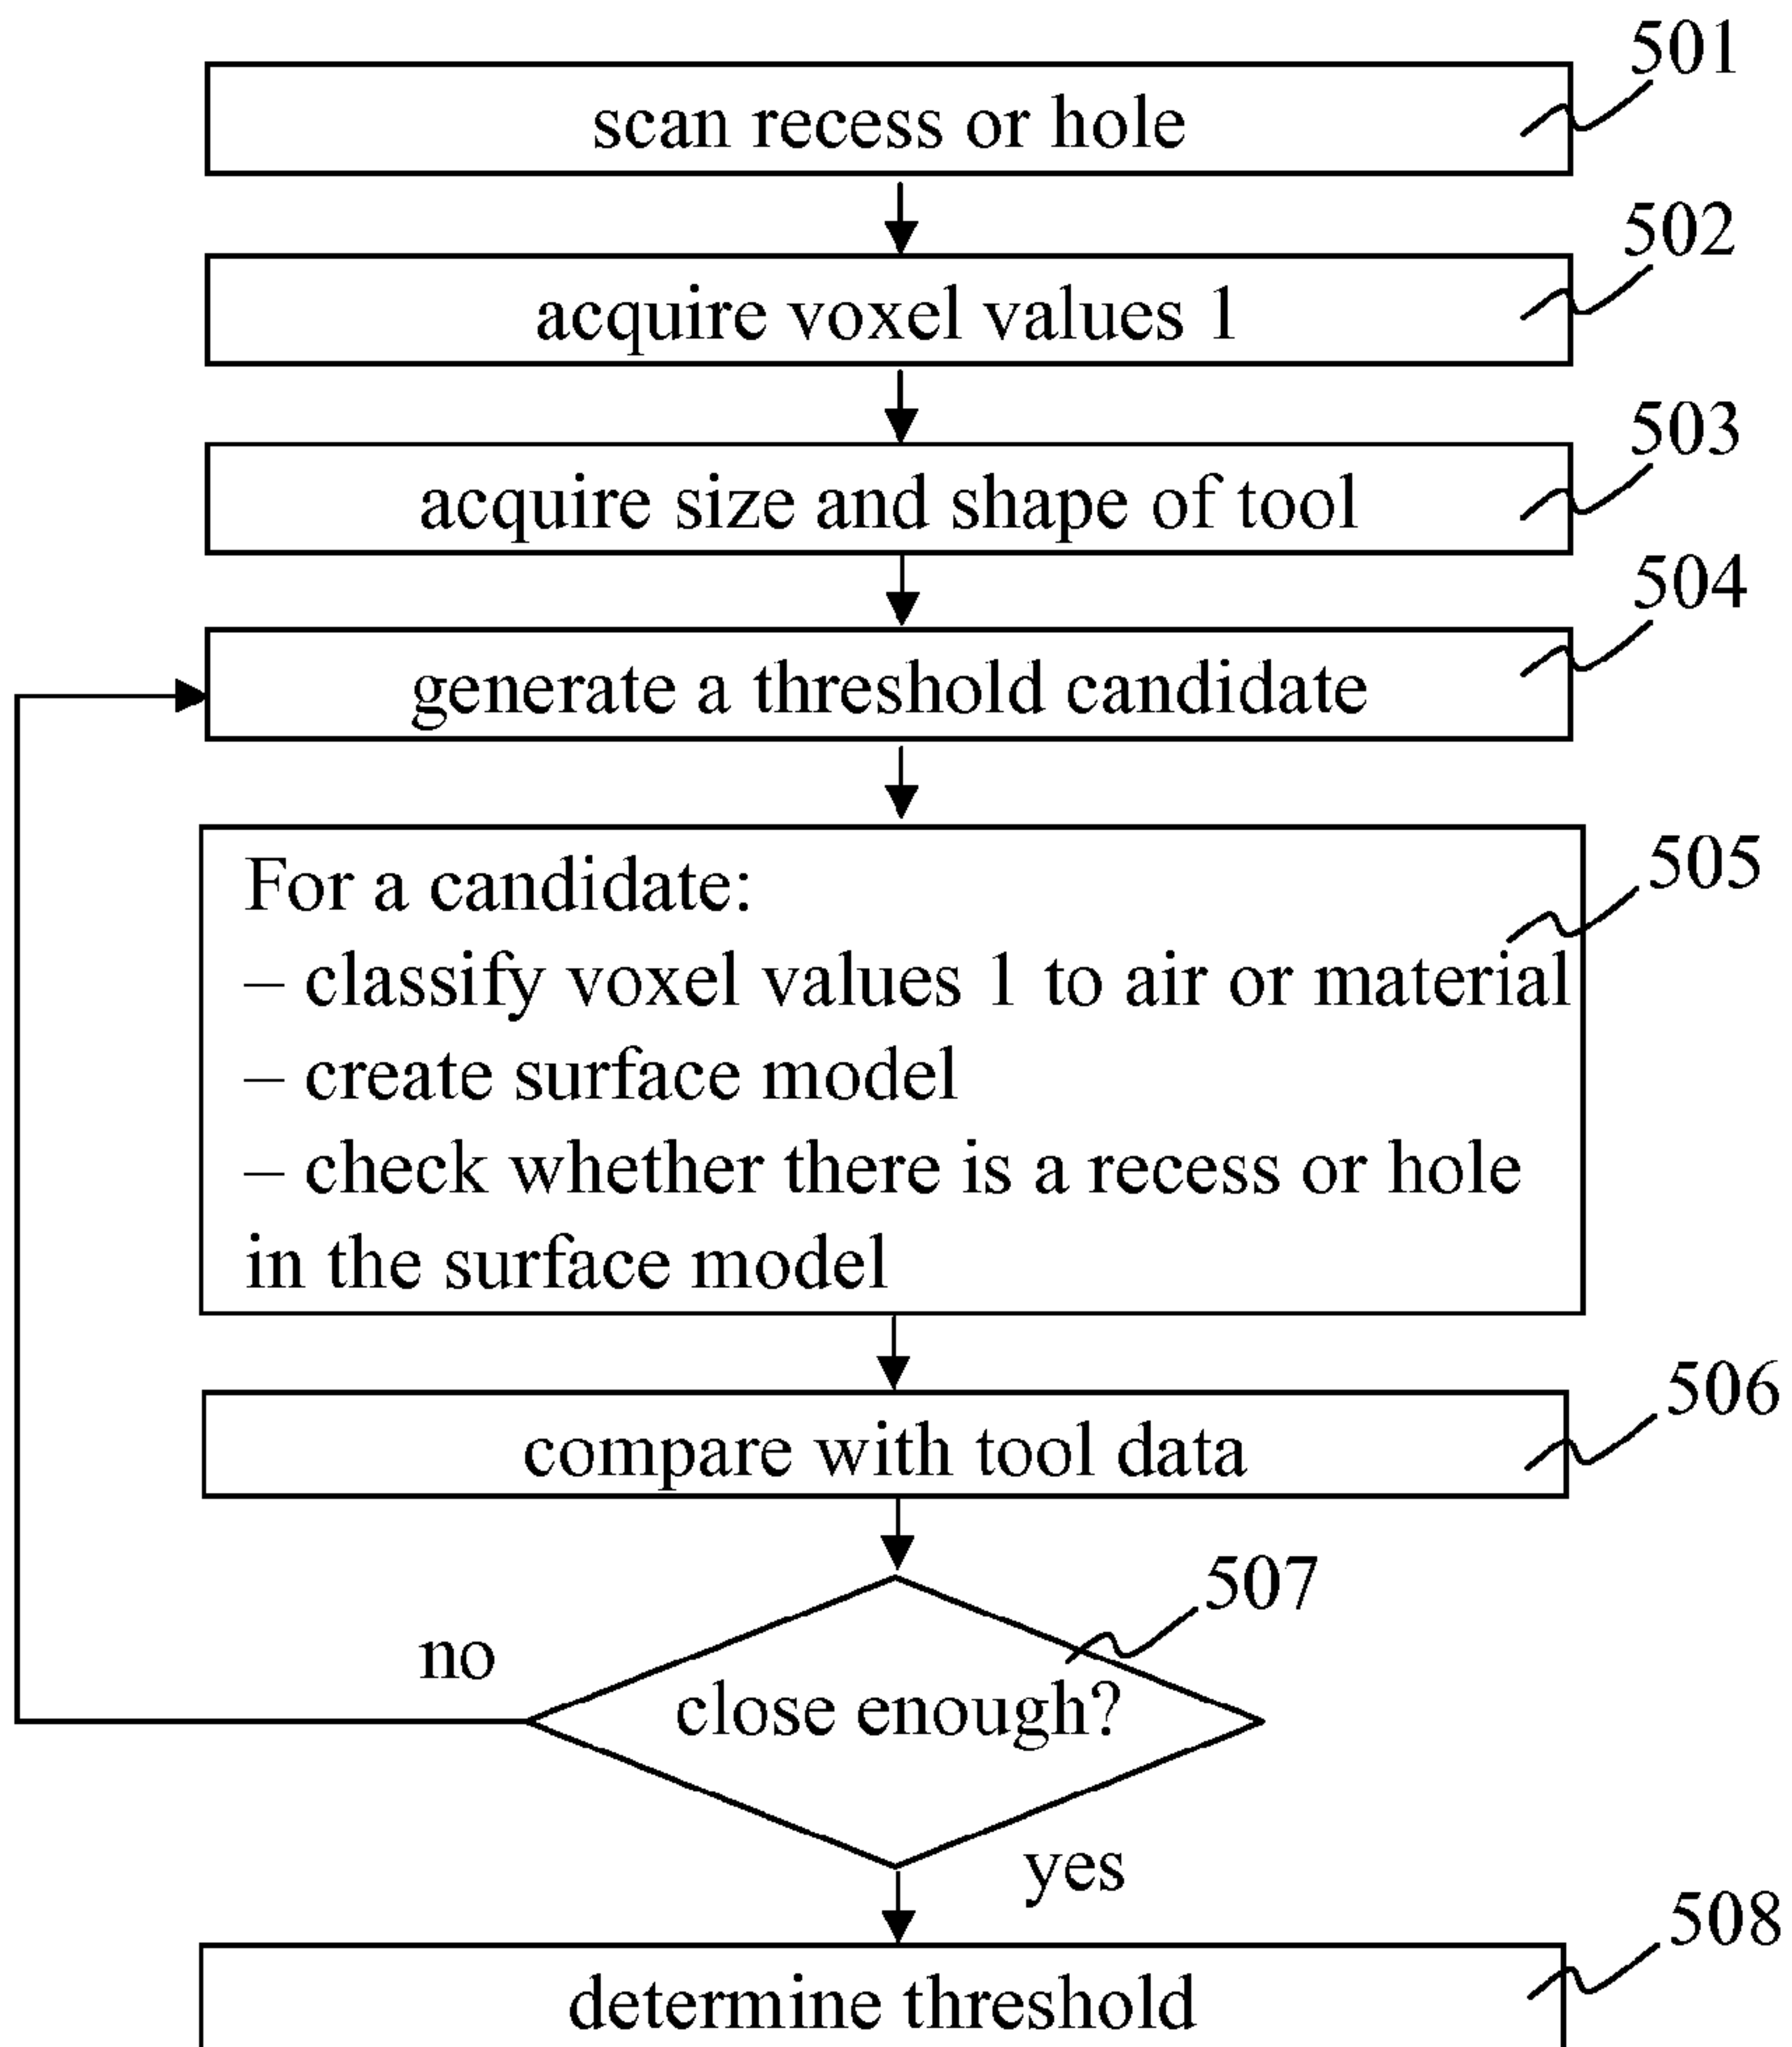 501
scan recess or hole
502
acquire voxel values 1
503
acquire size and shape of tool
504
generate a threshold candidate
505
For a candidate:
– classify voxel values 1 to air or material
– create surface model
– check whether there is a recess or hole
in the surface model
506
compare with tool data
507
no
close enough?
yes
508
determine threshold